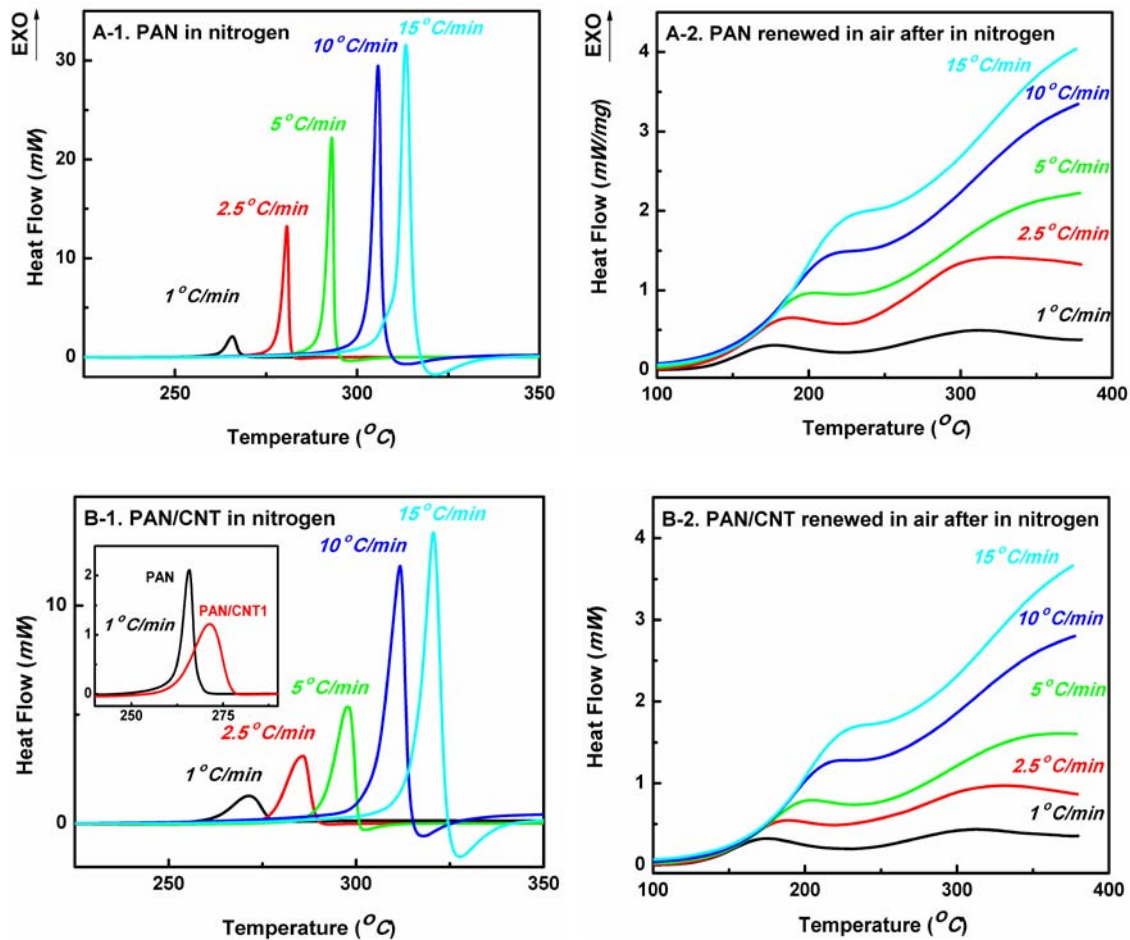 EXO
A-1. PAN in nitrogen
15°C/min
10°C/min
5°C/min
2.5°C/min
1°C/min
30
20
10
0
Heat Flow (mW)
250
300
350
Temperature (°C)
EXO
A-2. PAN renewed in air after in nitrogen
15°C/min
10°C/min
5°C/min
2.5°C/min
1°C/min
4
3
2
1
0
Heat Flow (mW/mg)
100
200
300
400
Temperature (°C)
B-1. PAN/CNT in nitrogen
15°C/min
10°C/min
5°C/min
2.5°C/min
1°C/min
PAN
PAN/CNT1
1°C/min
2
1
0
250
275
10
0
Heat Flow (mW)
250
300
350
Temperature (°C)
B-2. PAN/CNT renewed in air after in nitrogen
15°C/min
10°C/min
5°C/min
2.5°C/min
1°C/min
4
3
2
1
0
Heat Flow (mW)
100
200
300
400
Temperature (°C)